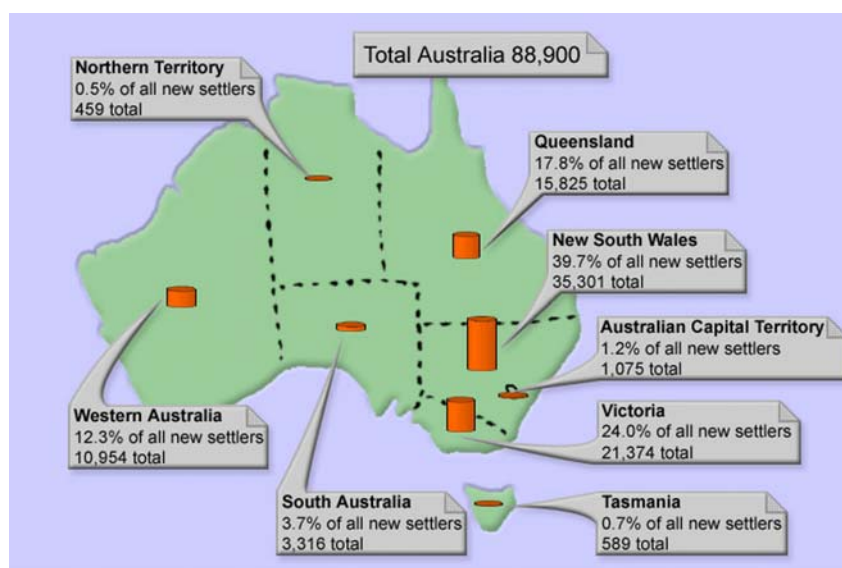 Total Australia 88,900
Northern Territory
0.5% of all new settlers
459 total
Queensland
17.8% of all new settlers
15,825 total
New South Wales
39.7% of all new settlers
35,301 total
Australian Capital Territory
1.2% of all new settlers
1,075 total
Western Australia
12.3% of all new settlers
10,954 total
Victoria
24.0% of all new settlers
21,374 total
South Australia
3.7% of all new settlers
3,316 total
Tasmania
0.7% of all new settlers
589 total